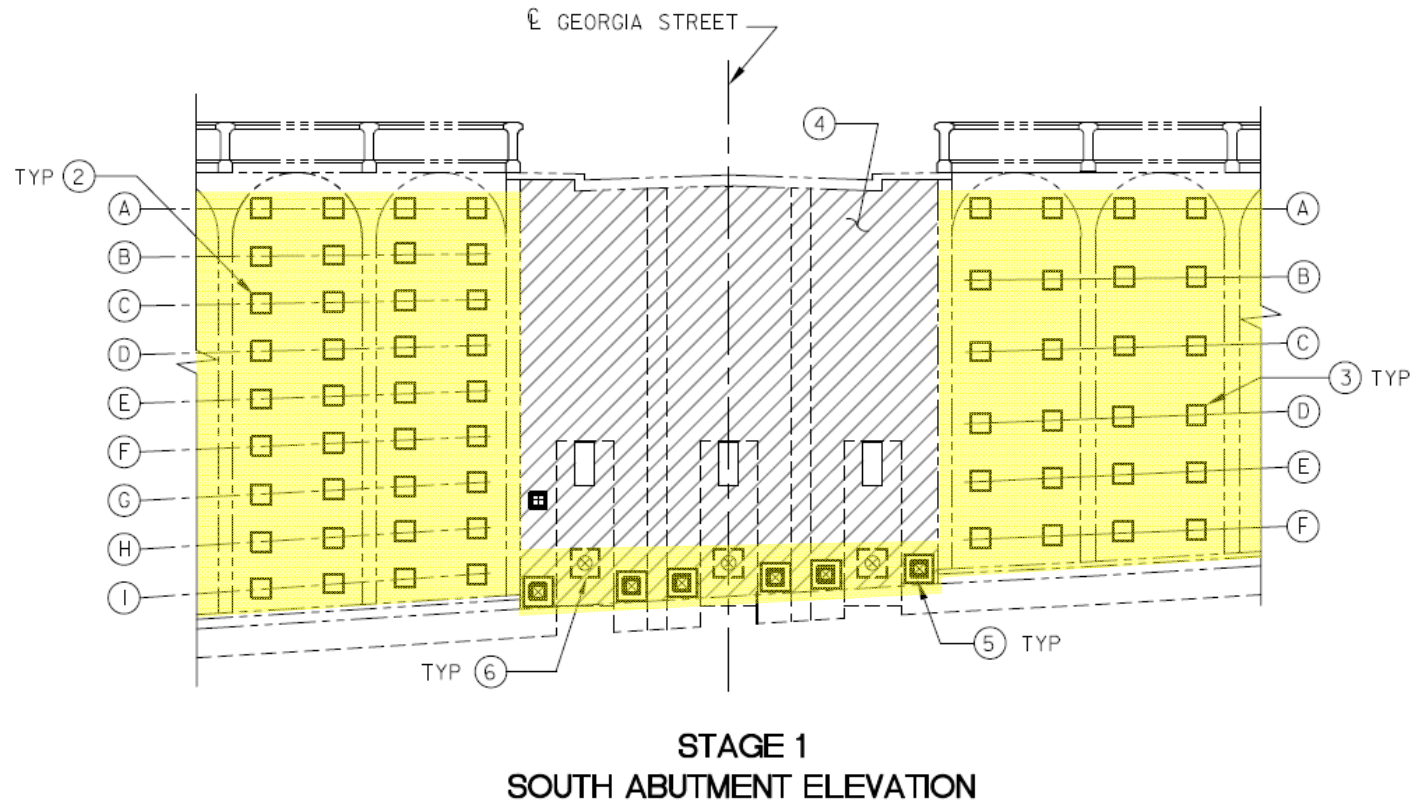 ℄ GEORGIA STREET
4
TYP 2
A
B
C
D
E
F
G
H
I
A
B
C
3 TYP
D
E
F
5 TYP
TYP 6
STAGE 1
SOUTH ABUTMENT ELEVATION